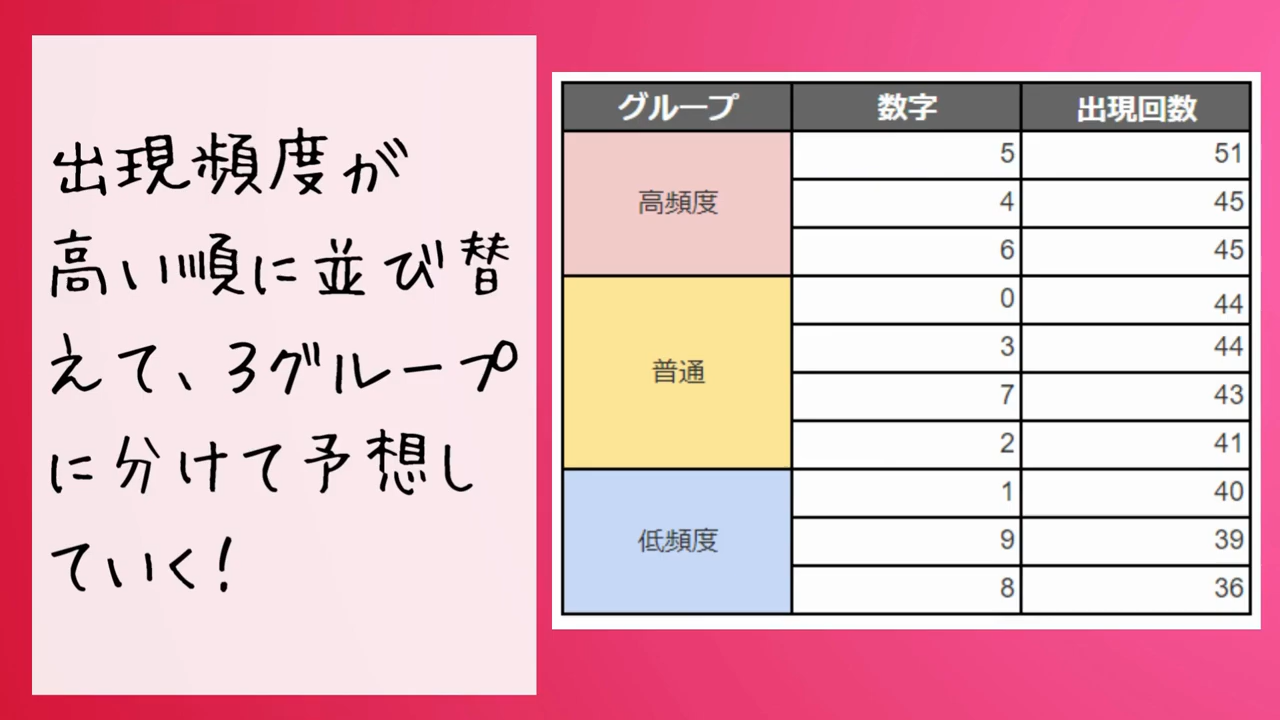 出現頻度が
高い順に並び替
えて、3グループ
に分けて予想し
ていく!
グループ 数字 出現回数
高頻度
5 51
4 45
6 45
普通
0 44
3 44
7 43
2 41
低頻度
1 40
9 39
8 36